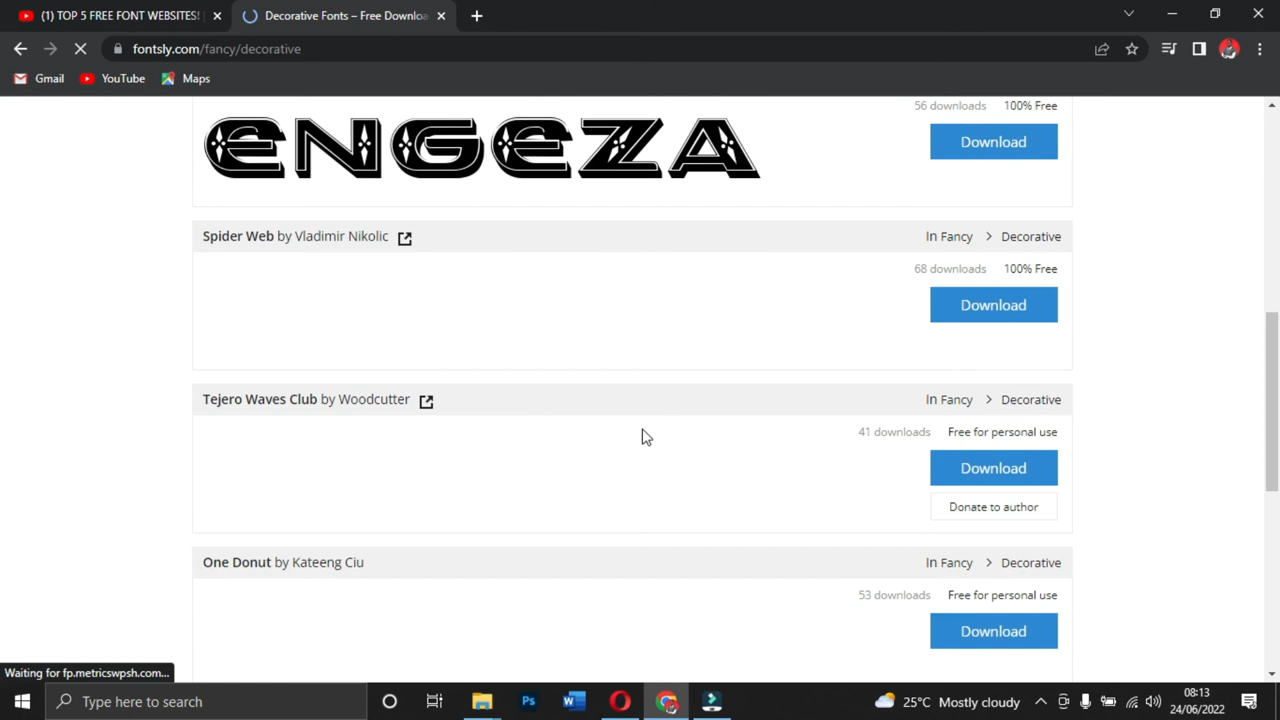 (1) TOP 5 FREE FONT WEBSITES!
Decorative Fonts – Free Downloa
fontsly.com/fancy/decorative
Gmail YouTube Maps
56 downloads 100% Free
ENGEZA
Download
Spider Web by Vladimir Nikolic In Fancy > Decorative
68 downloads 100% Free
Download
Tejero Waves Club by Woodcutter In Fancy > Decorative
41 downloads Free for personal use
Download
Donate to author
One Donut by Kateeng Ciu In Fancy > Decorative
53 downloads Free for personal use
Download
Waiting for fp.metricswpsh.com...
Type here to search
Ps
W
25°C Mostly cloudy
08:13
24/06/2022